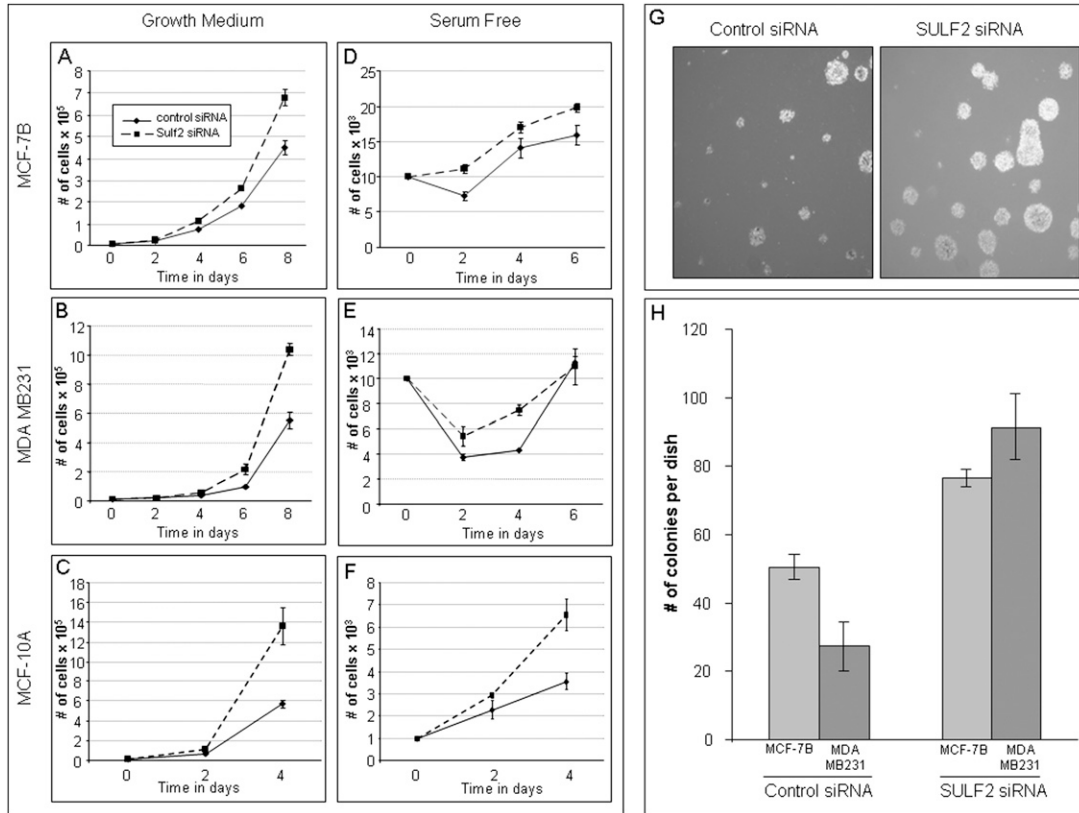 Growth Medium
Serum Free
MCF-7B
A
# of cells x 10⁵
8
7
6
5
4
3
2
1
0
control siRNA
Sulf2 siRNA
0 2 4 6 8
Time in days
D
# of cells x 10³
25
20
15
10
5
0
0 2 4 6
Time in days
MDA MB231
B
# of cells x 10⁵
12
10
8
6
4
2
0
0 2 4 6 8
Time in days
E
# of cells x 10³
14
12
10
8
6
4
2
0
0 2 4 6
Time in days
MCF-10A
C
# of cells x 10⁵
18
16
14
12
10
8
6
4
2
0
0 2 4
Time in days
F
# of cells x 10³
8
7
6
5
4
3
2
1
0
0 2 4
Time in days
G
Control siRNA
SULF2 siRNA
H
# of colonies per dish
120
100
80
60
40
20
0
MCF-7B
MDA
MB231
MCF-7B
MDA
MB231
Control siRNA
SULF2 siRNA